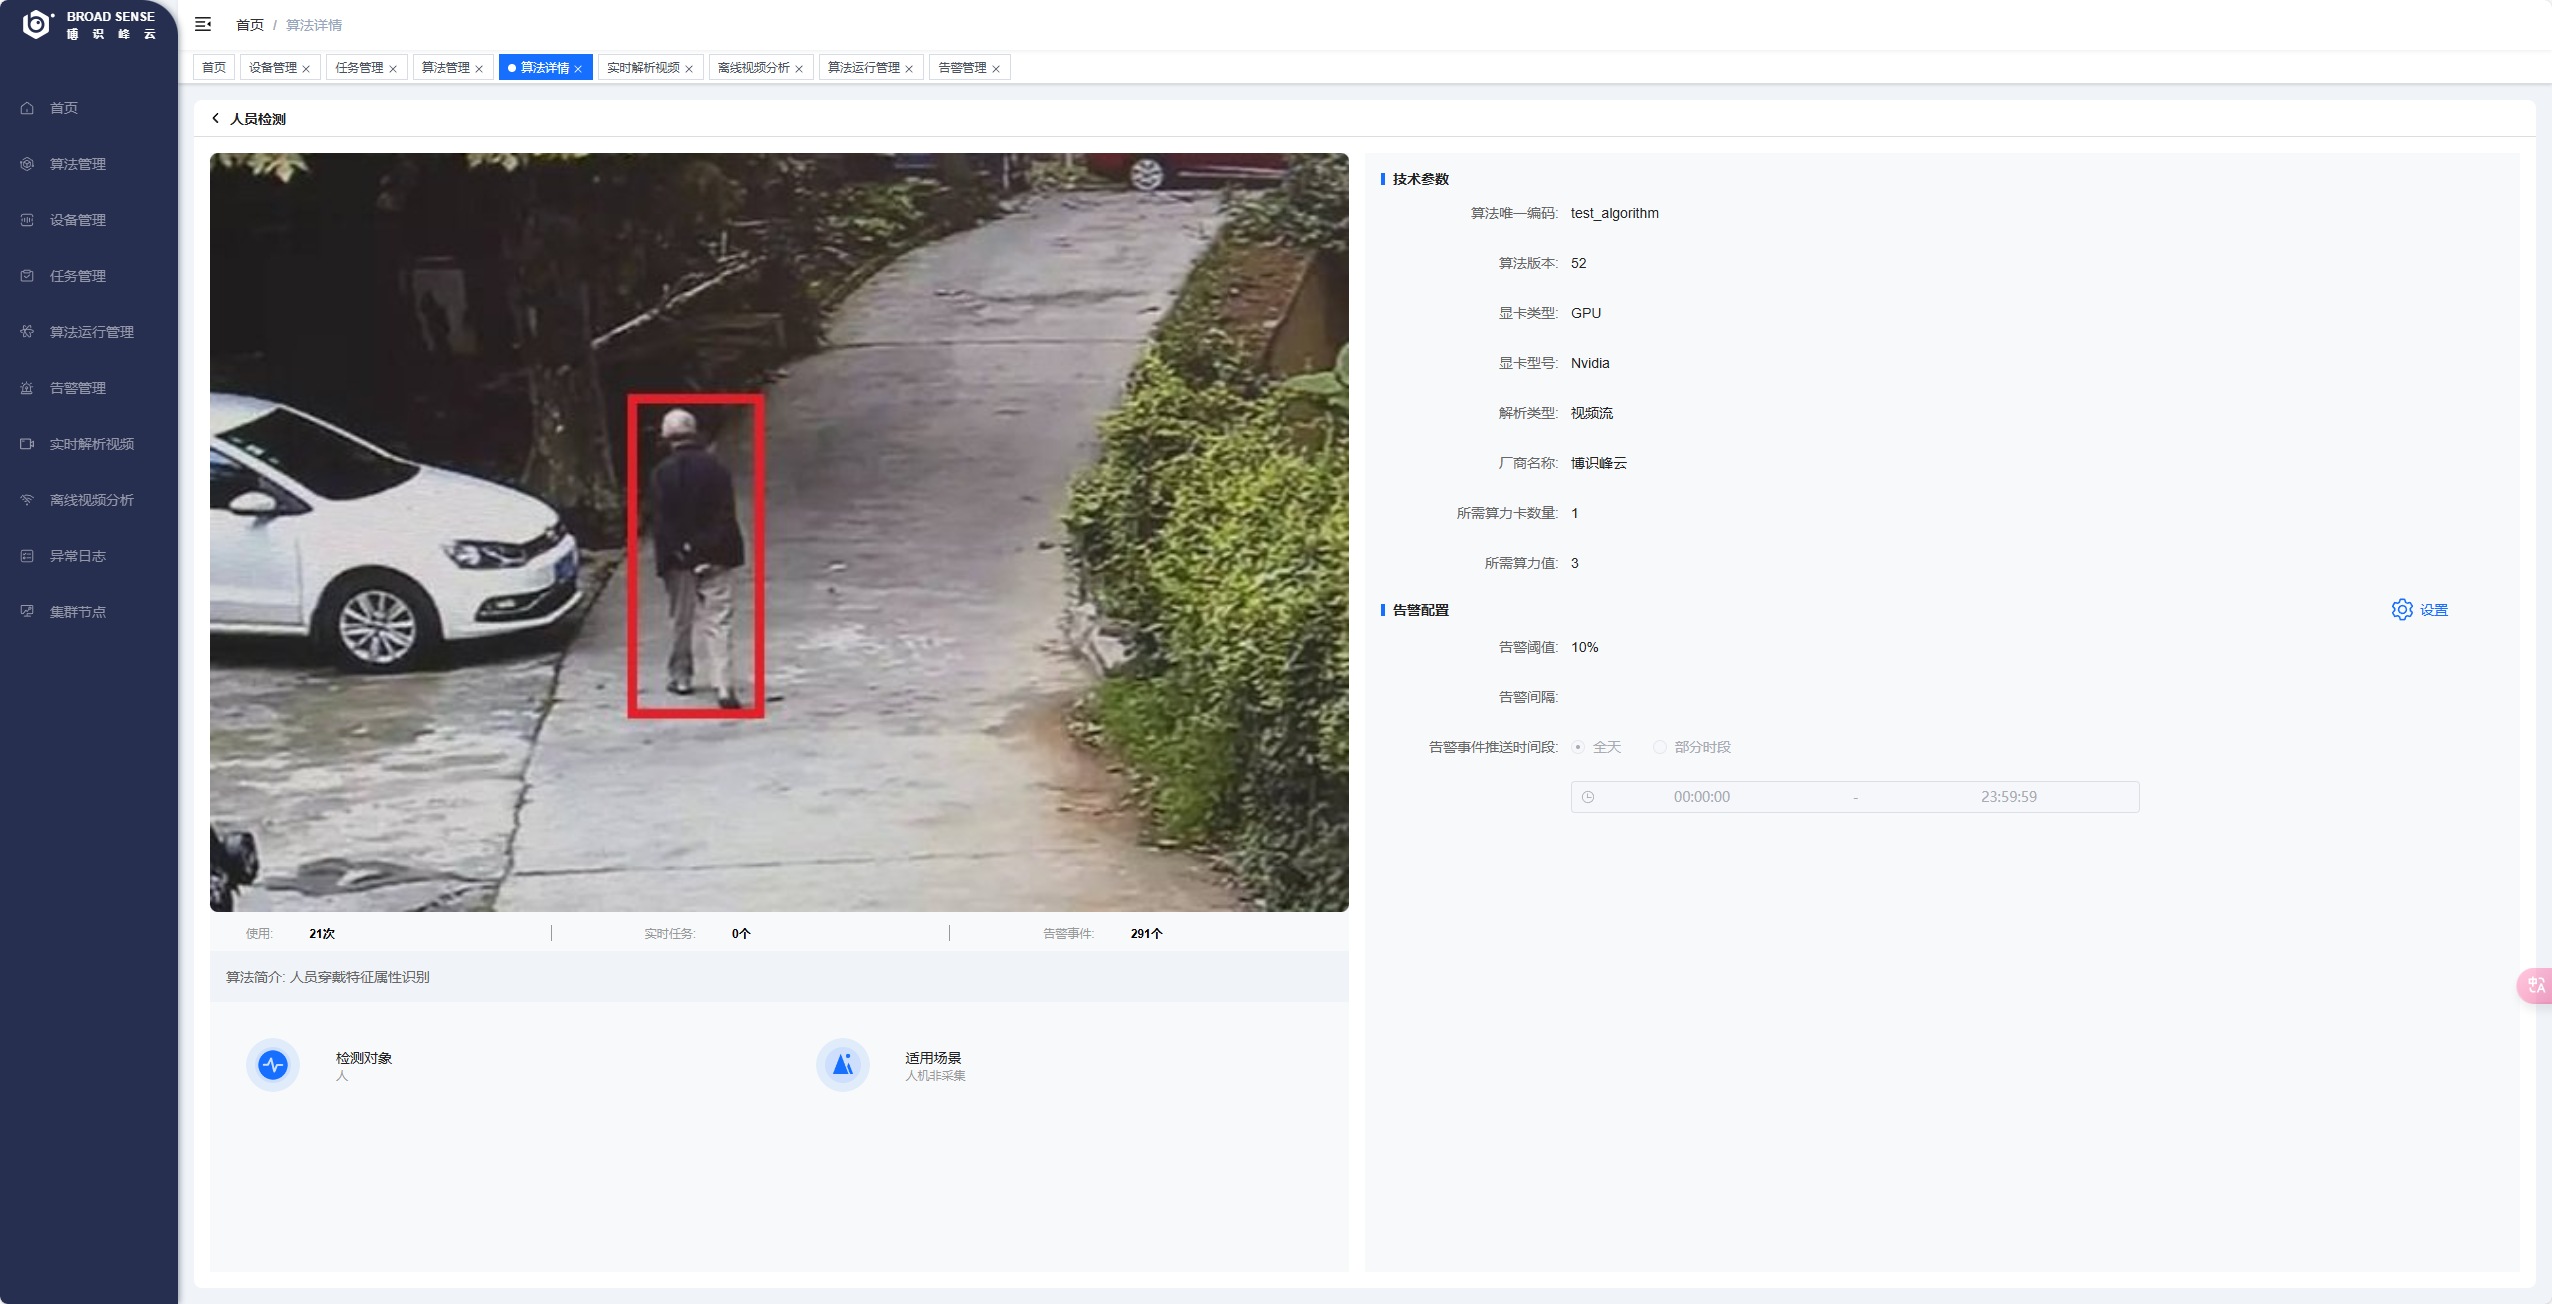 BROAD SENSE
博识峰云
首页 / 算法详情
首页 设备管理 任务管理 算法管理 算法详情 实时解析视频 离线视频分析 算法运行管理 告警管理
首页
算法管理
设备管理
任务管理
算法运行管理
告警管理
实时解析视频
离线视频分析
异常日志
集群节点
人员检测
使用: 21次 实时任务: 0个 告警事件: 291个
算法简介: 人员穿戴特征属性识别
检测对象
人
适用场景
人机非采集
技术参数
算法唯一编码: test_algorithm
算法版本: 52
显卡类型: GPU
显卡型号: Nvidia
解析类型: 视频流
厂商名称: 博识峰云
所需算力卡数量: 1
所需算力值: 3
告警配置 设置
告警阈值: 10%
告警间隔:
告警事件推送时间段: 全天 部分时段
00:00:00 - 23:59:59